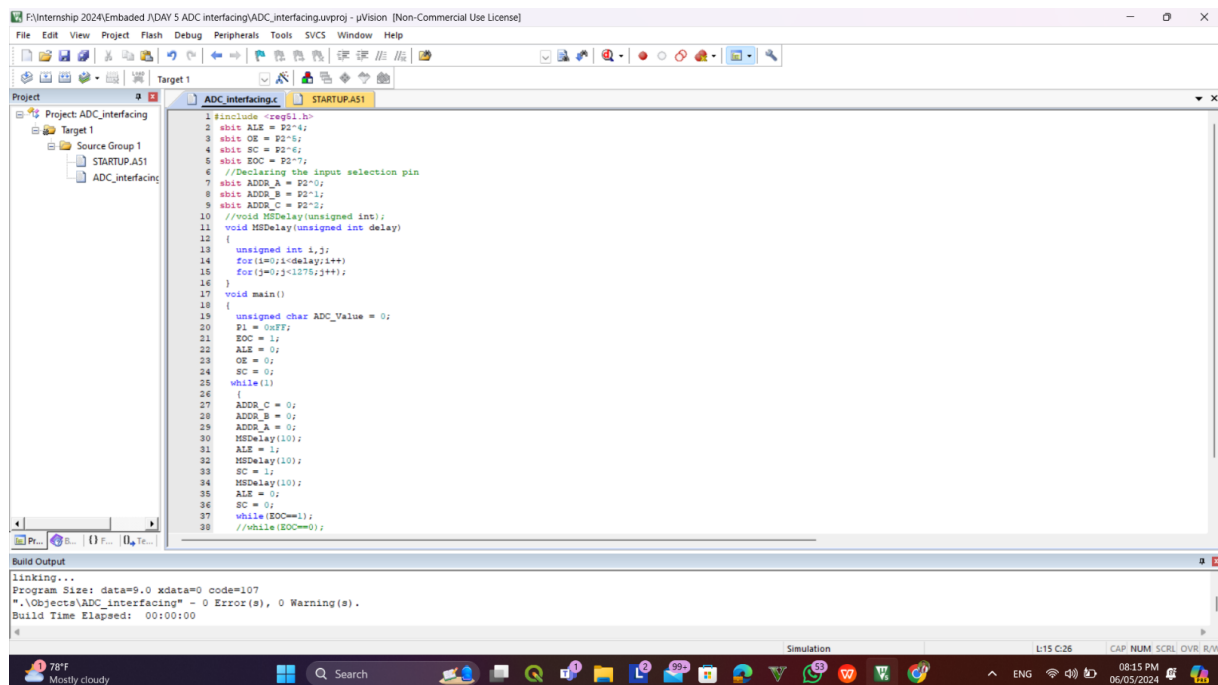 F:\Internship 2024\Embaded J\DAY 5 ADC interfacing\ADC_interfacing.uvproj - µVision [Non-Commercial Use License]
File Edit View Project Flash Debug Peripherals Tools SVCS Window Help
Target 1
Project
ADC_interfacing.c STARTUP.A51
Project: ADC_interfacing
Target 1
Source Group 1
STARTUP.A51
ADC_interfacing
1 #include <reg51.h>
2 sbit ALE = P2^4;
3 sbit OE = P2^5;
4 sbit SC = P2^6;
5 sbit EOC = P2^7;
6 //Declaring the input selection pin
7 sbit ADDR_A = P2^0;
8 sbit ADDR_B = P2^1;
9 sbit ADDR_C = P2^2;
10 //void MSDelay(unsigned int);
11 void MSDelay(unsigned int delay)
12 {
13 unsigned int i,j;
14 for(i=0;i<delay;i++)
15 for(j=0;j<1275;j++);
16 }
17 void main()
18 {
19 unsigned char ADC_Value = 0;
20 P1 = 0xFF;
21 EOC = 1;
22 ALE = 0;
23 OE = 0;
24 SC = 0;
25 while(1)
26 {
27 ADDR_C = 0;
28 ADDR_B = 0;
29 ADDR_A = 0;
30 MSDelay(10);
31 ALE = 1;
32 MSDelay(10);
33 SC = 1;
34 MSDelay(10);
35 ALE = 0;
36 SC = 0;
37 while(EOC==1);
38 //while(EOC==0);
Pr... B... {} F... Te...
Build Output
linking...
Program Size: data=9.0 xdata=0 code=107
".\Objects\ADC_interfacing" - 0 Error(s), 0 Warning(s).
Build Time Elapsed: 00:00:00
Simulation L:15 C:26 CAP NUM SCRL OVR R/W
1 78°F
Mostly cloudy
Search
1
2
99+
53
ENG
08:15 PM
06/05/2024